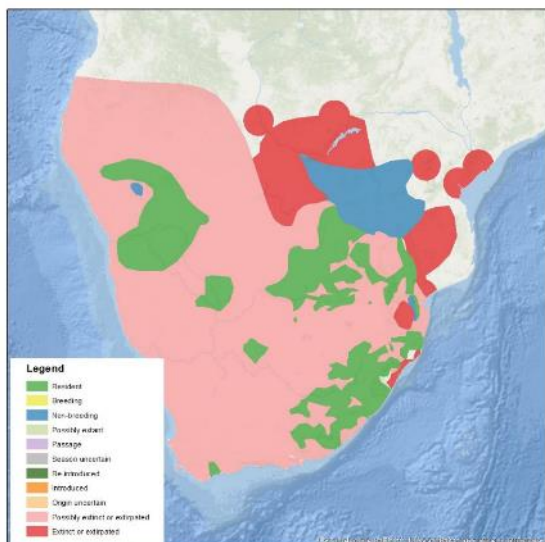 Legend
Resident
Breeding
Non-breeding
Possibly extant
Passage
Season uncertain
Re introduced
Introduced
Origin uncertain
Possibly extinct or extirpated
Extinct or extirpated